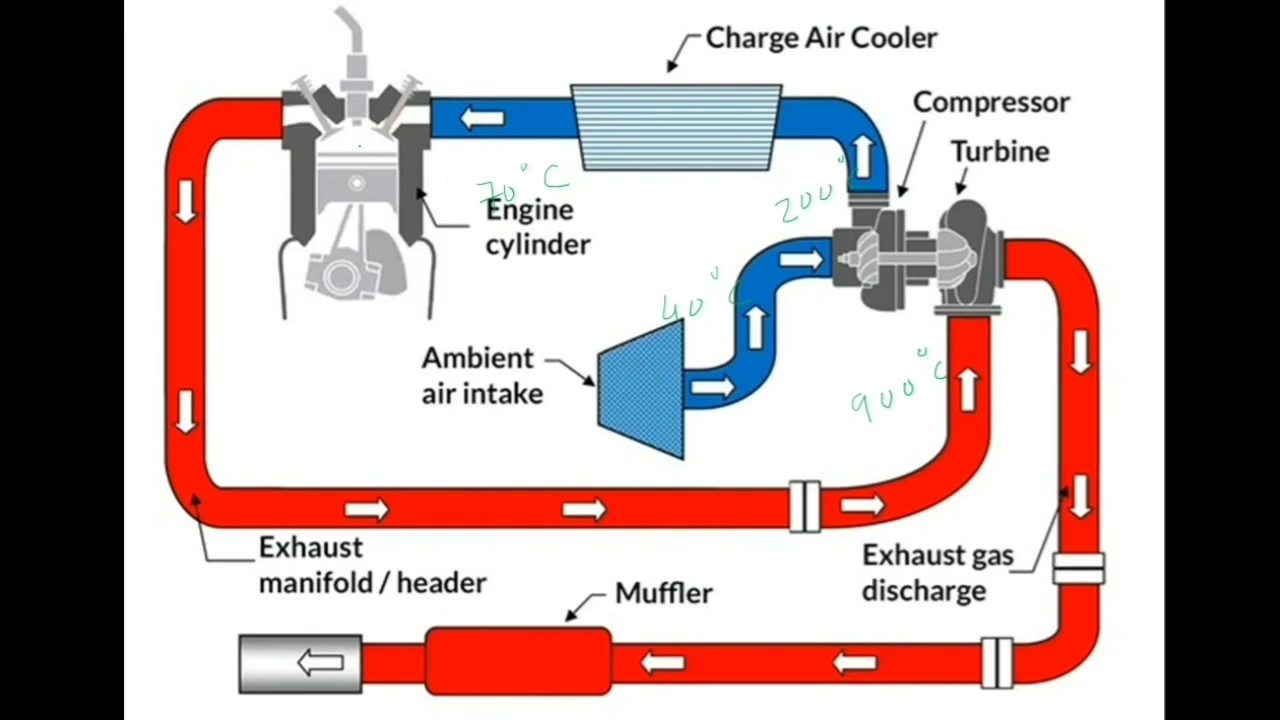 Charge Air Cooler
Compressor
Turbine
70°C
200°C
Engine
cylinder
40°C
Ambient
air intake
900°C
Exhaust
manifold / header
Exhaust gas
discharge
Muffler